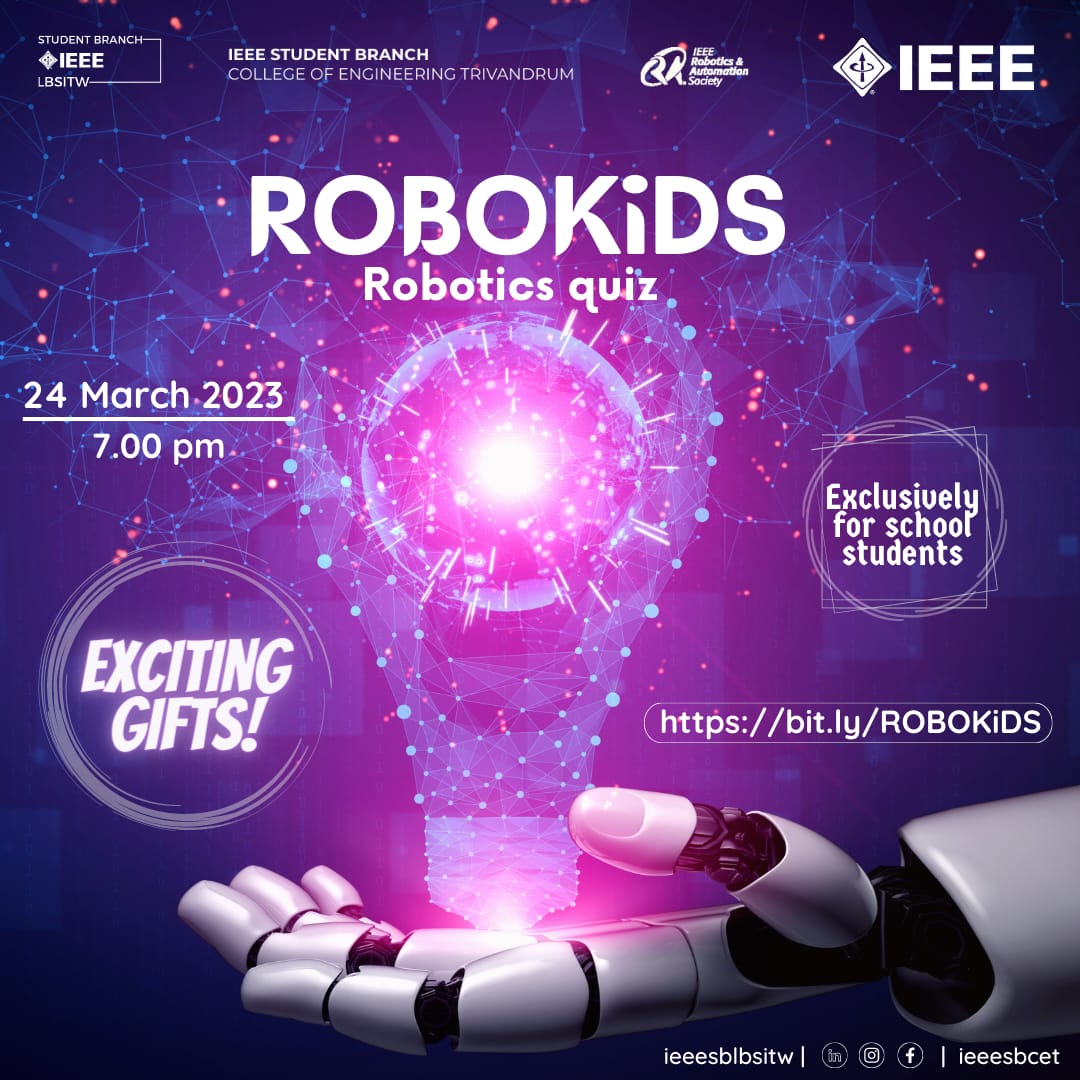 STUDENT BRANCH
IEEE
LBSITW
IEEE STUDENT BRANCH
COLLEGE OF ENGINEERING TRIVANDRUM
IEEE
Robotics &
Automation
Society
IEEE
ROBOKiDS
Robotics quiz
24 March 2023
7.00 pm
Exclusively
for school
students
EXCITING
GIFTS!
https://bit.ly/ROBOKiDS
ieeesblbsitw | in f | ieeesbcet